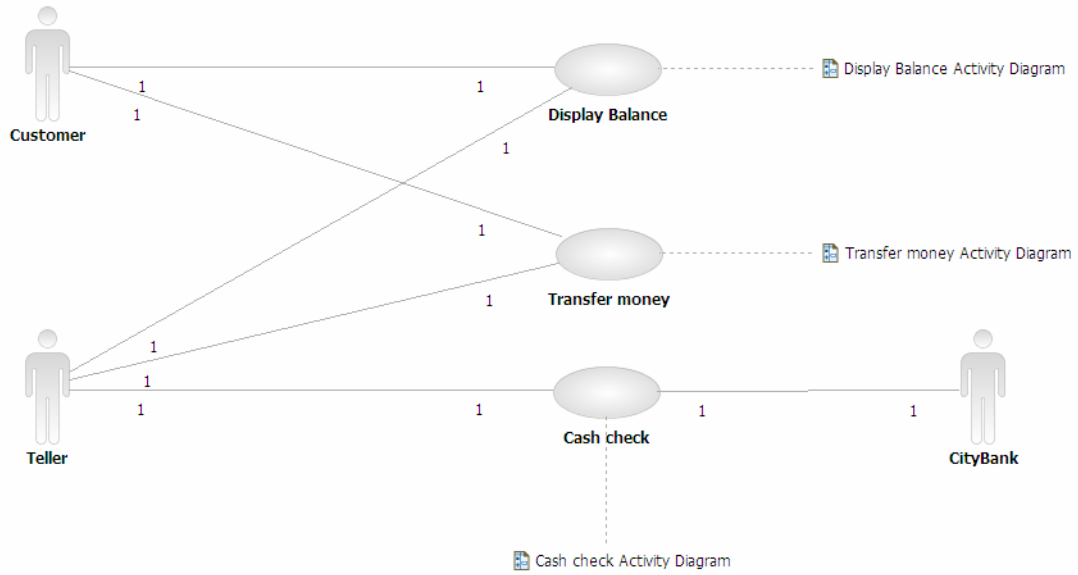 Display Balance Activity Diagram
1
1
1
Display Balance
Customer
1
1
Transfer money Activity Diagram
Transfer money
1
1
1
1
1
1
1
Cash check
Teller
CityBank
Cash check Activity Diagram